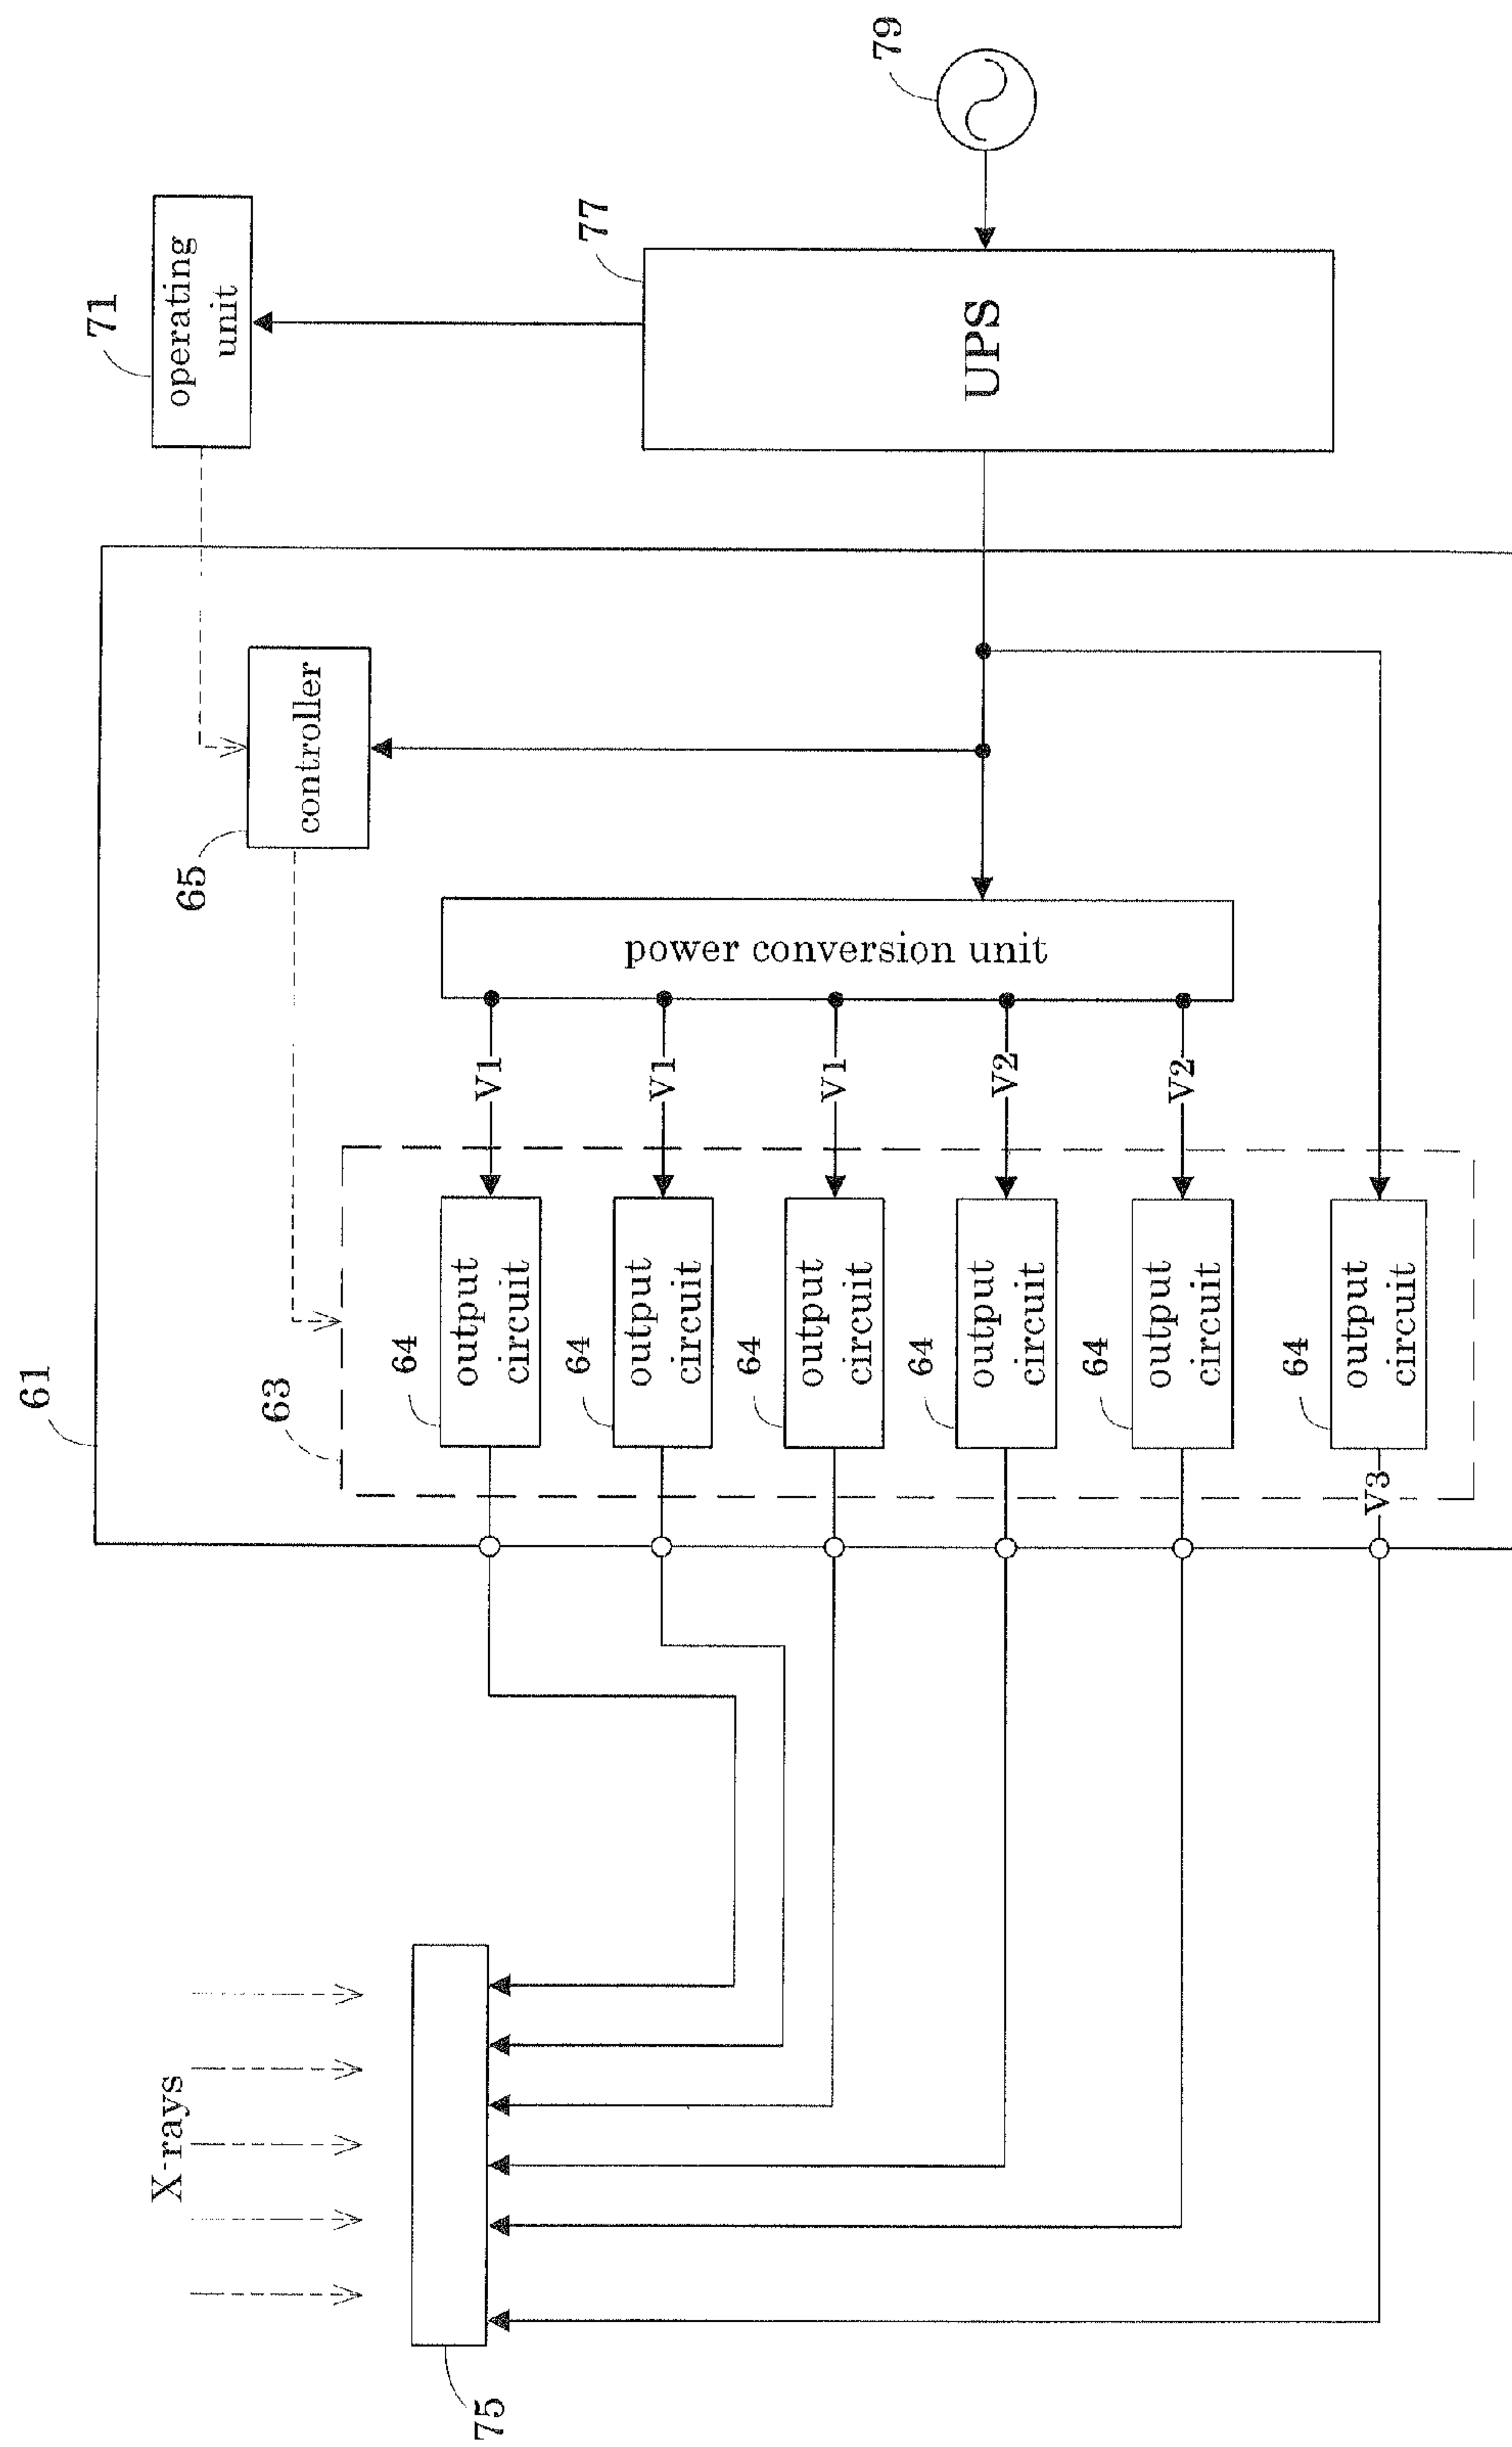 X-rays
75
61
63
64
output
circuit
64
output
circuit
64
output
circuit
64
output
circuit
64
output
circuit
64
output
circuit
V3
V1
V1
V1
V2
V2
power conversion unit
65
controller
71
operating
unit
77
UPS
79